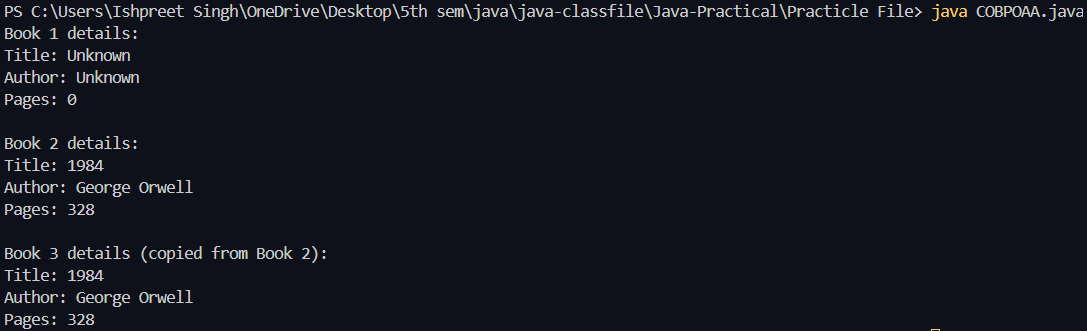 PS C:\Users\Ishpreet Singh\OneDrive\Desktop\5th sem\java\java-classfile\Java-Practical\Practicle File> java COBPOAA.java
Book 1 details:
Title: Unknown
Author: Unknown
Pages: 0

Book 2 details:
Title: 1984
Author: George Orwell
Pages: 328

Book 3 details (copied from Book 2):
Title: 1984
Author: George Orwell
Pages: 328